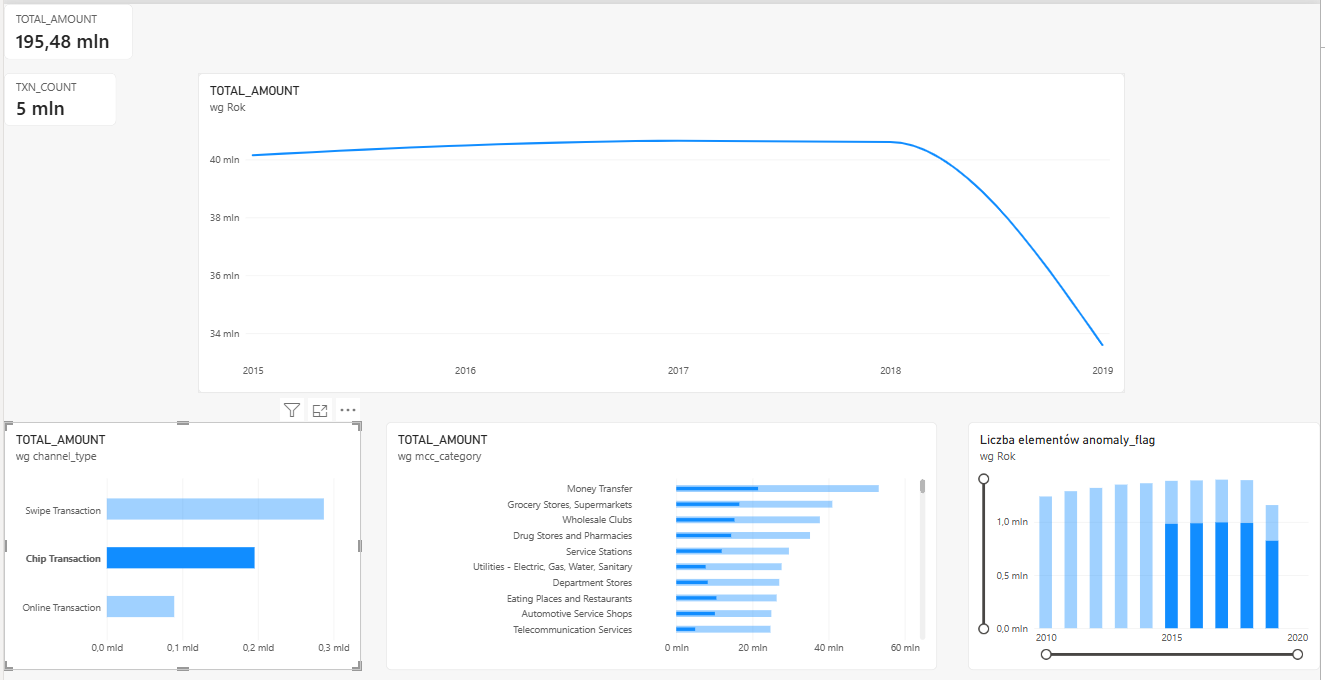 TOTAL_AMOUNT
195,48 mln
TXN_COUNT
5 mln
TOTAL_AMOUNT
wg Rok
40 mln
38 mln
36 mln
34 mln
2015 2016 2017 2018 2019
TOTAL_AMOUNT
wg channel_type
Swipe Transaction
Chip Transaction
Online Transaction
0,0 mld 0,1 mld 0,2 mld 0,3 mld
TOTAL_AMOUNT
wg mcc_category
Money Transfer
Grocery Stores, Supermarkets
Wholesale Clubs
Drug Stores and Pharmacies
Service Stations
Utilities - Electric, Gas, Water, Sanitary
Department Stores
Eating Places and Restaurants
Automotive Service Shops
Telecommunication Services
0 mln 20 mln 40 mln 60 mln
Liczba elementów anomaly_flag
wg Rok
1,0 mln
0,5 mln
0,0 mln
2010 2015 2020